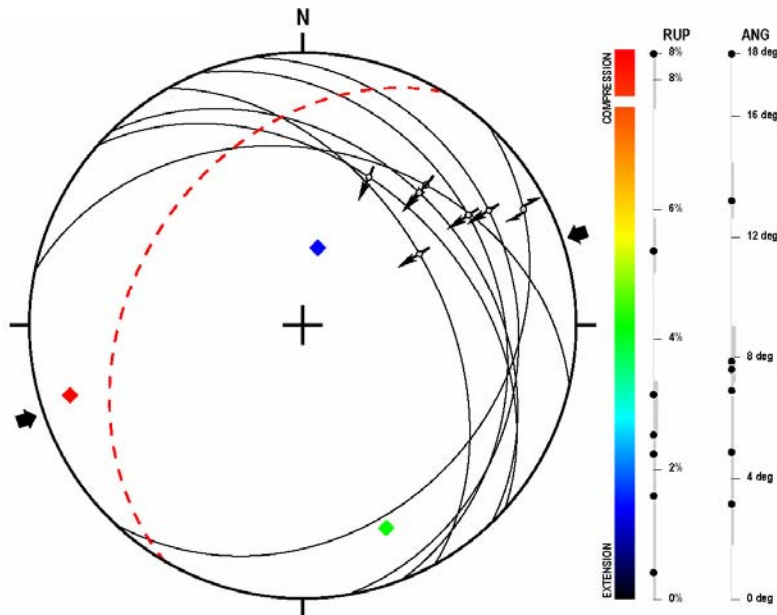 N
RUP
ANG
COMPRESSION
EXTENSION
8%
8%
6%
4%
2%
0%
18 deg
16 deg
12 deg
8 deg
4 deg
0 deg